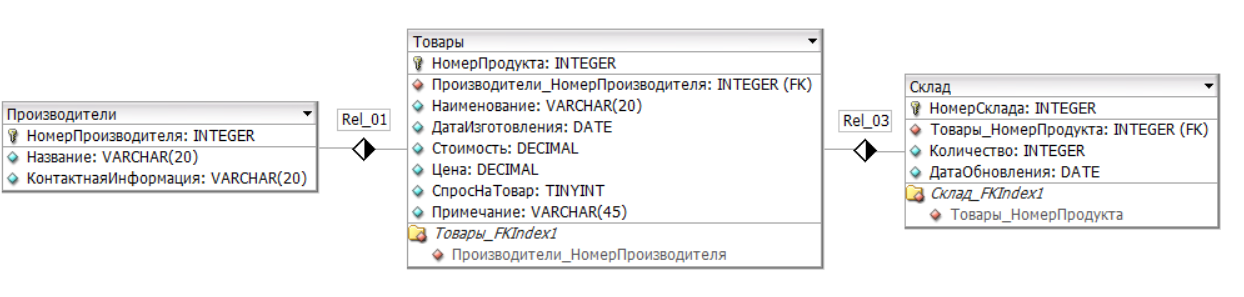 Производители
НомерПроизводителя: INTEGER
Название: VARCHAR(20)
КонтактнаяИнформация: VARCHAR(20)
Rel_01
Товары
НомерПродукта: INTEGER
Производители_НомерПроизводителя: INTEGER (FK)
Наименование: VARCHAR(20)
ДатаИзготовления: DATE
Стоимость: DECIMAL
Цена: DECIMAL
СпросНаТовар: TINYINT
Примечание: VARCHAR(45)
Товары_FKIndex1
Производители_НомерПроизводителя
Rel_03
Склад
НомерСклада: INTEGER
Товары_НомерПродукта: INTEGER (FK)
Количество: INTEGER
ДатаОбновления: DATE
Склад_FKIndex1
Товары_НомерПродукта